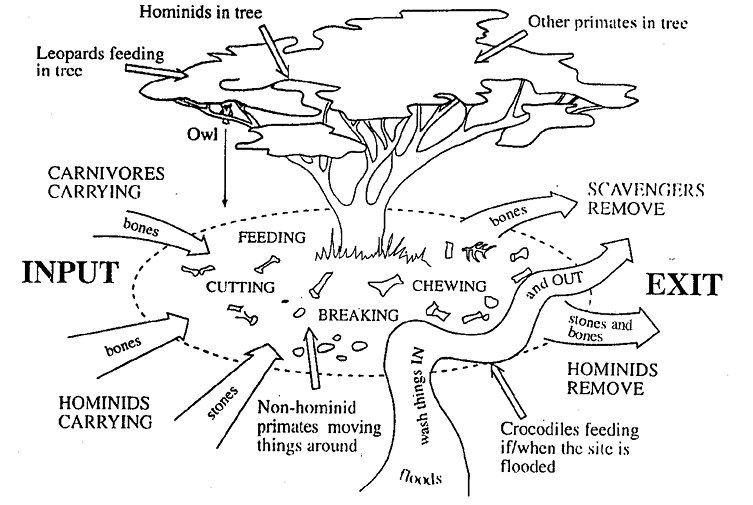 Hominids in tree
Other primates in tree
Leopards feeding
in tree
Owl
CARNIVORES
CARRYING
bones
SCAVENGERS
REMOVE
bones
FEEDING
INPUT
CUTTING
CHEWING
and OUT
EXIT
BREAKING
stones and
bones
bones
HOMINIDS
REMOVE
HOMINIDS
CARRYING
stones
Non-hominid
primates moving
things around
wash things IN
floods
Crocodiles feeding
if/when the site is
flooded